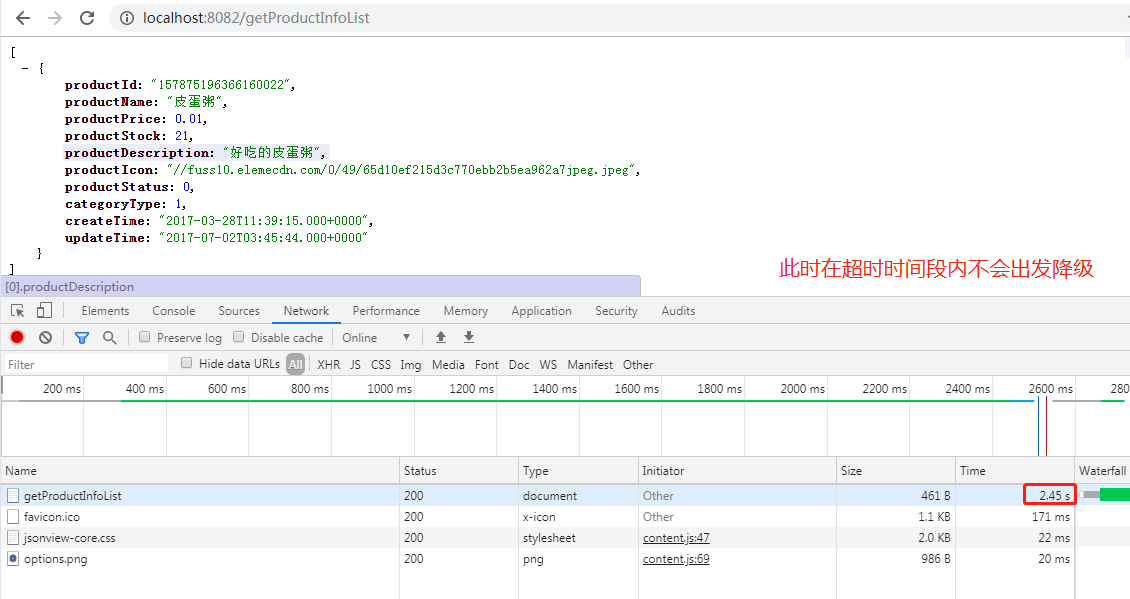 localhost:8082/getProductInfoList
[
- {
productId: "157875196366160022",
productName: "皮蛋粥",
productPrice: 0.01,
productStock: 21,
productDescription: "好吃的皮蛋粥",
productIcon: "//fuss10.elemecdn.com/0/49/65d10ef215d3c770ebb2b5ea962a7jpeg.jpeg",
productStatus: 0,
categoryType: 1,
createTime: "2017-03-28T11:39:15.000+0000",
updateTime: "2017-07-02T03:45:44.000+0000"
}
]
此时在超时时间段内不会出发降级
[0].productDescription
Elements Console Sources Network Performance Memory Application Security Audits
Preserve log Disable cache Online
Filter Hide data URLs All XHR JS CSS Img Media Font Doc WS Manifest Other
200 ms 400 ms 600 ms 800 ms 1000 ms 1200 ms 1400 ms 1600 ms 1800 ms 2000 ms 2200 ms 2400 ms 2600 ms 280
Name Status Type Initiator Size Time Waterfall
getProductInfoList 200 document Other 461 B 2.45 s
favicon.ico 200 x-icon Other 1.1 KB 171 ms
jsonview-core.css 200 stylesheet content.js:47 2.0 KB 22 ms
options.png 200 png content.js:69 986 B 20 ms